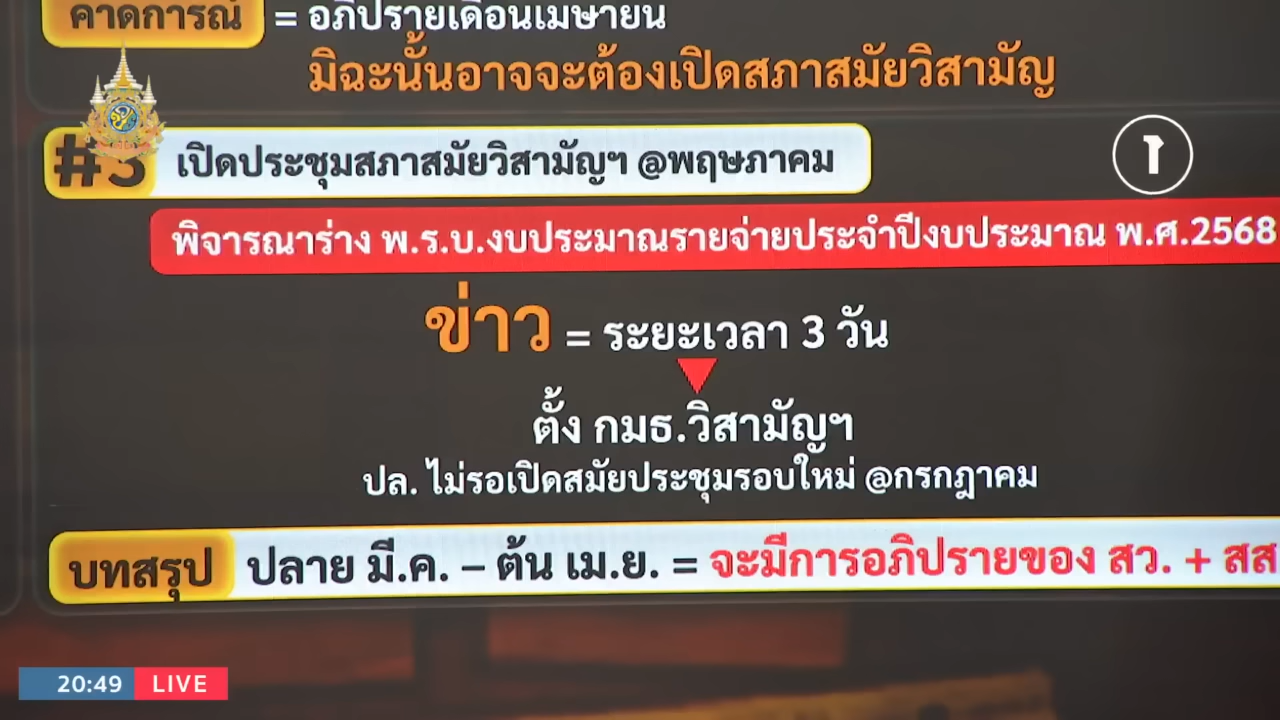 คาดการณ์ = อภิปรายเดือนเมษายน
มิฉะนั้นอาจจะต้องเปิดสภาสมัยวิสามัญ
#3 เปิดประชุมสภาสมัยวิสามัญฯ @พฤษภาคม
พิจารณาร่าง พ.ร.บ.งบประมาณรายจ่ายประจำปีงบประมาณ พ.ศ.2568
ข่าว = ระยะเวลา 3 วัน
ตั้ง กมธ.วิสามัญฯ
ปล. ไม่รอเปิดสมัยประชุมรอบใหม่ @กรกฎาคม
บทสรุป ปลาย มี.ค. – ต้น เม.ย. = จะมีการอภิปรายของ สว. + สส
20:49 LIVE